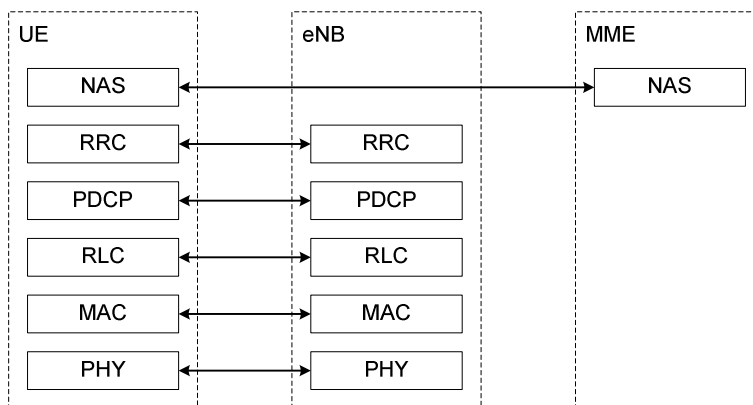 UE eNB MME
NAS NAS
RRC RRC
PDCP PDCP
RLC RLC
MAC MAC
PHY PHY